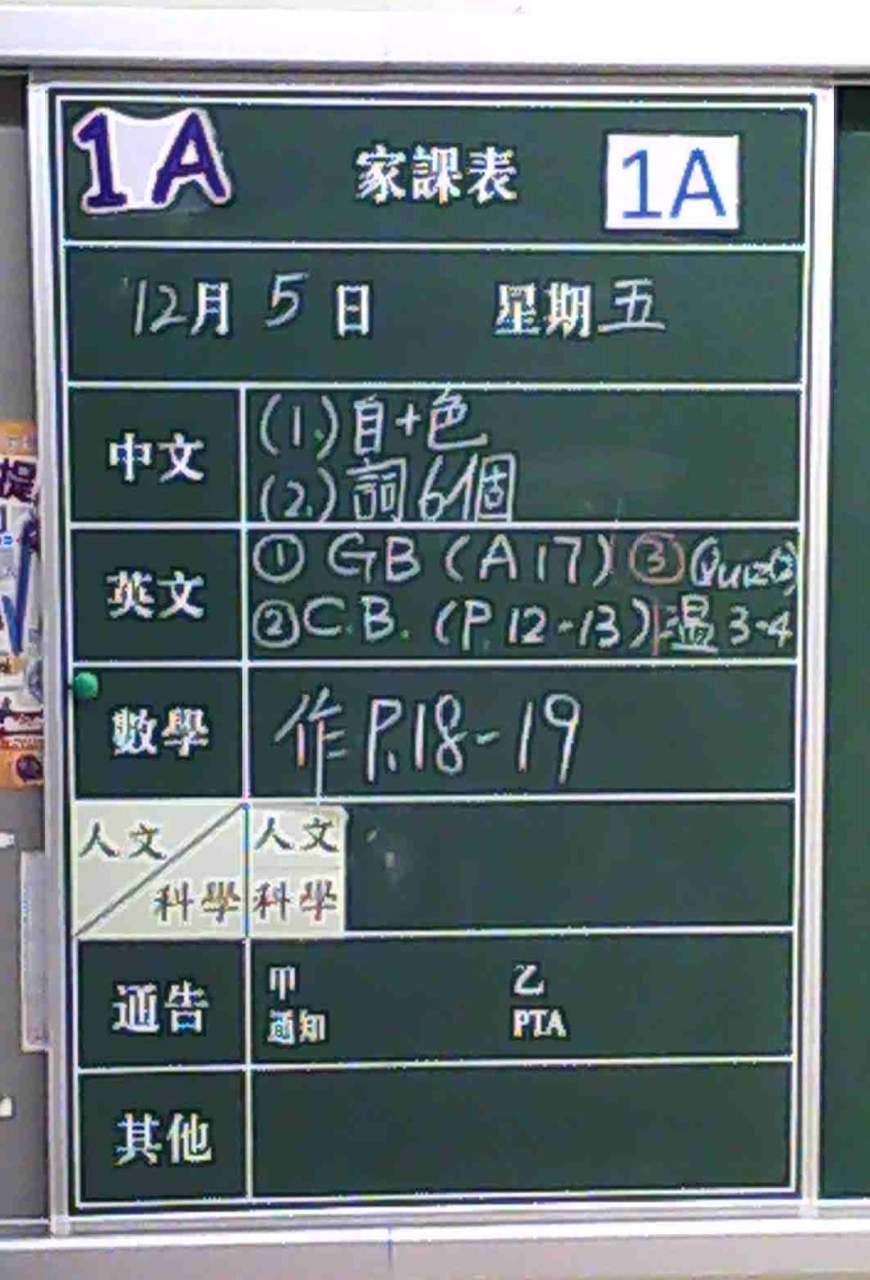 1A 家課表 1A
12月 5 日 星期五
中文
(1.) 自+色
(2.) 詞6個
英文
① GB (A17) ③ Quiz(2)
② C.B. (P.12-13) 溫 3-4
數學
作 P.18-19
人文 人文
科學 科學
通告
甲 乙
通知 PTA
其他